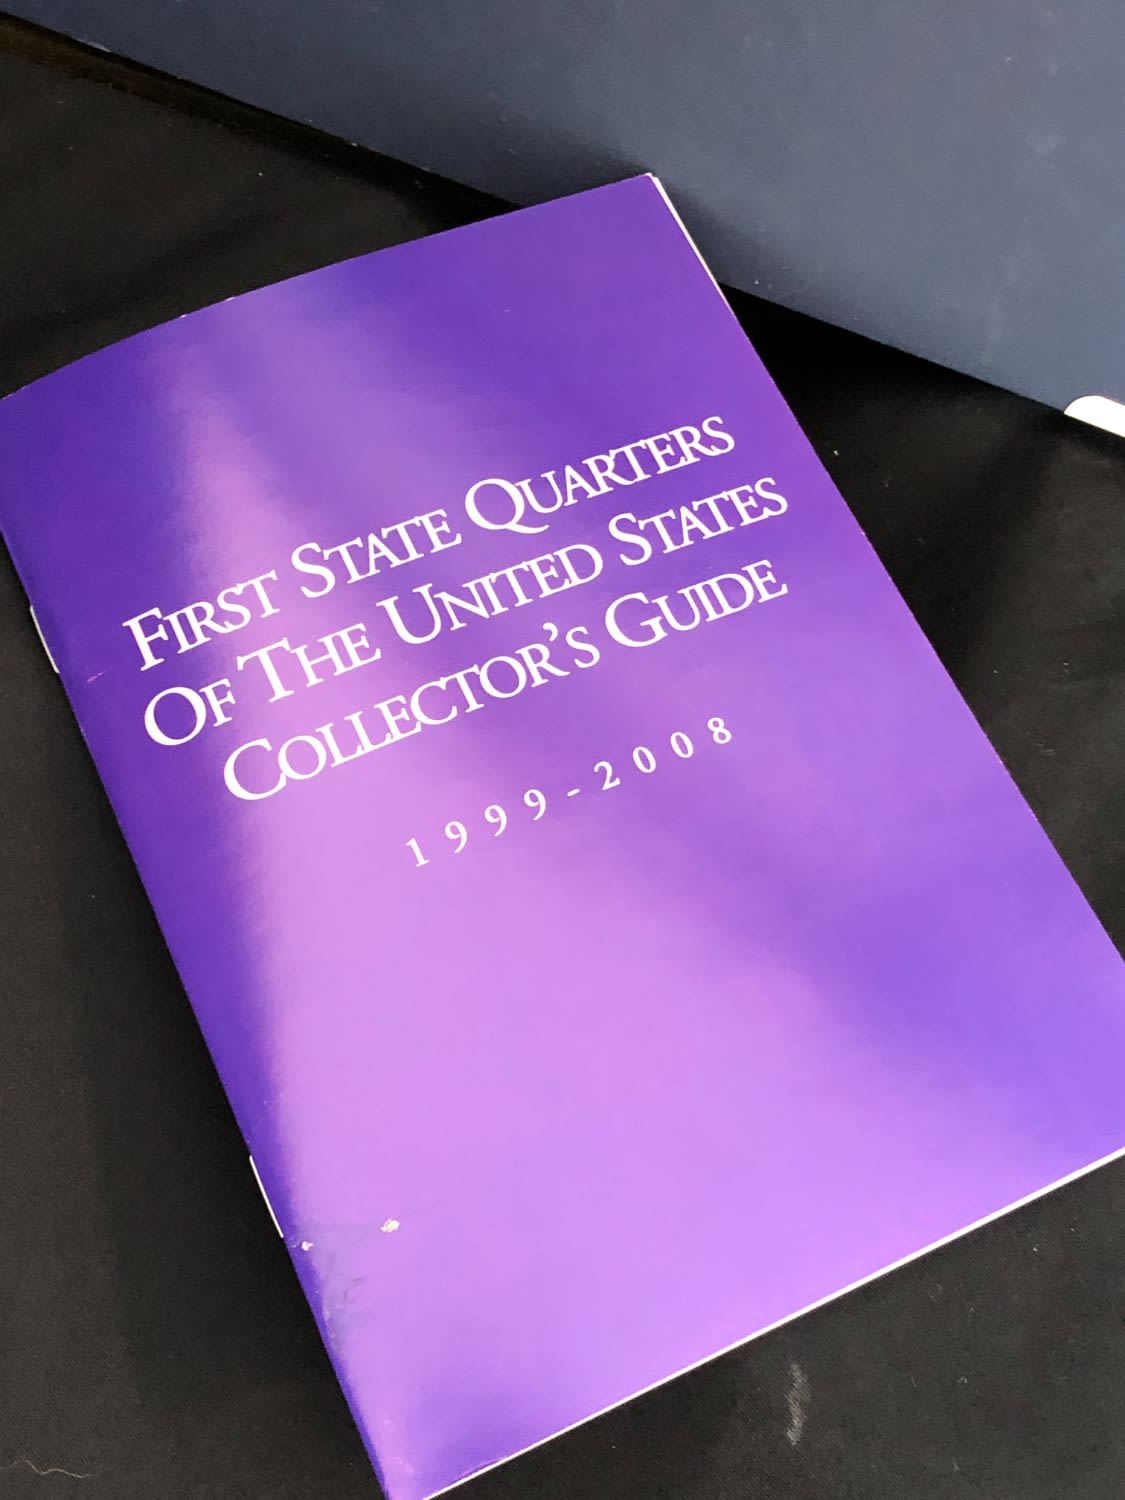 FIRST STATE QUARTERS
OF THE UNITED STATES
COLLECTOR'S GUIDE
1999-2008